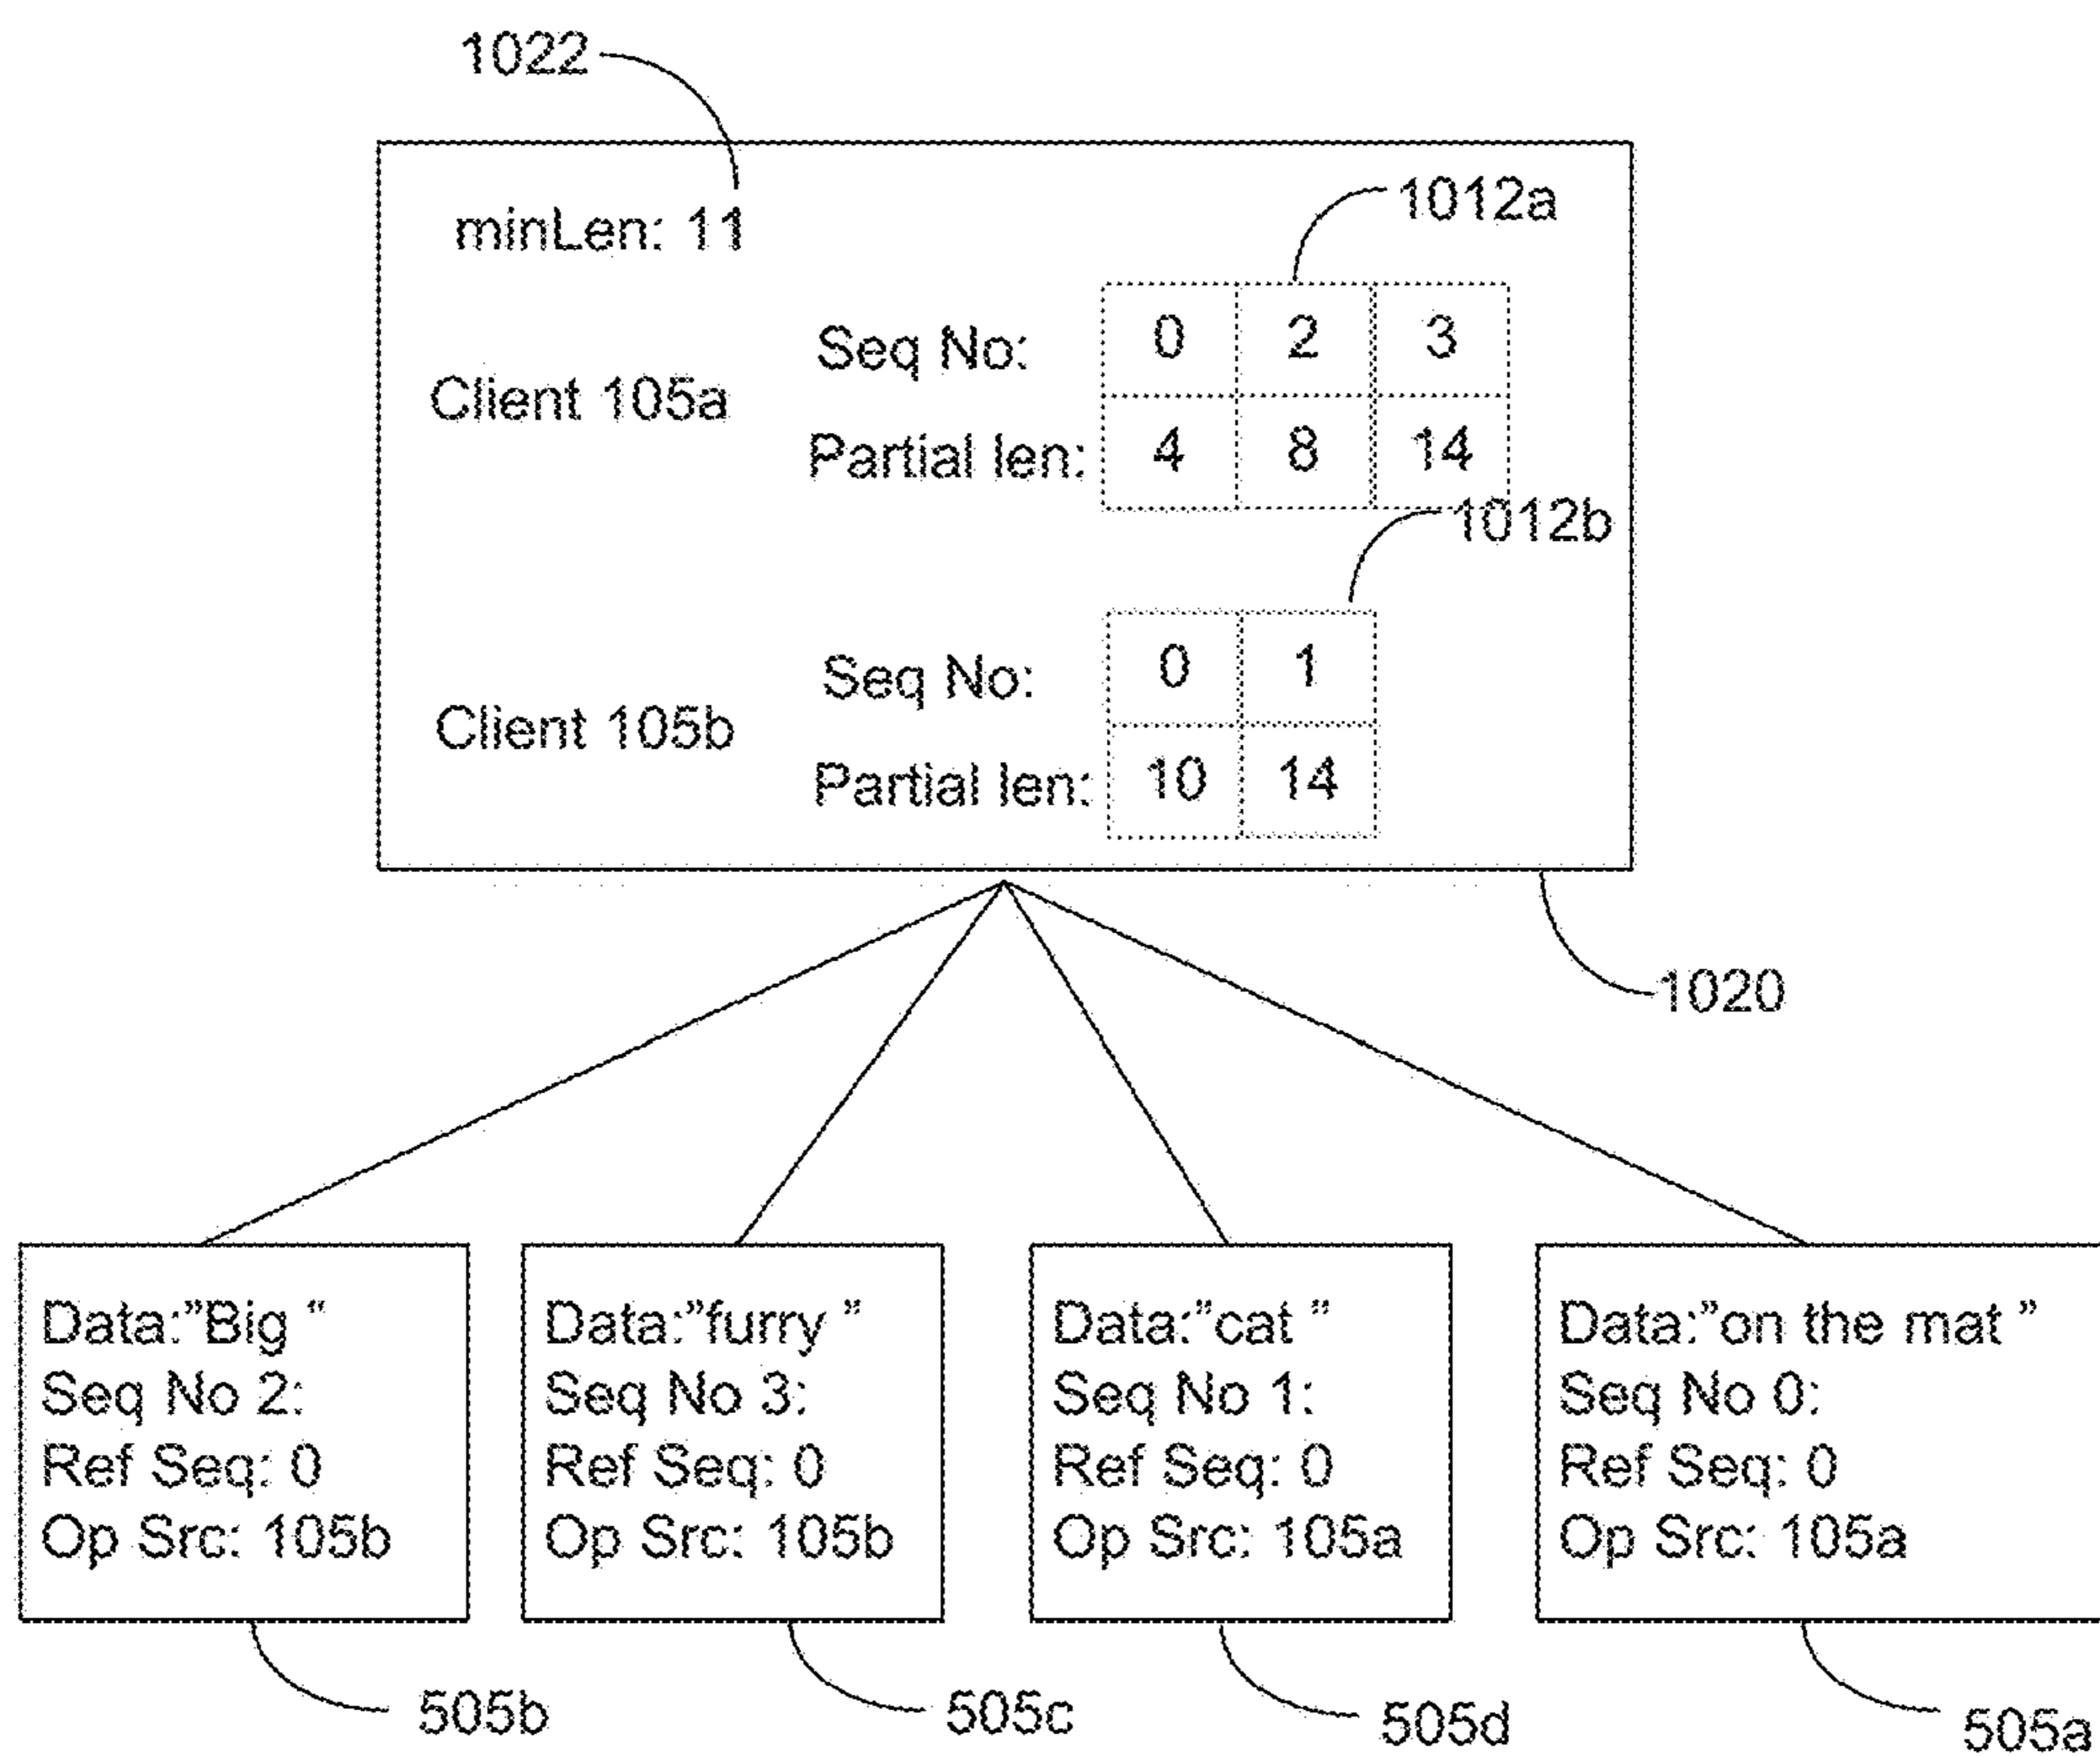 1022
minLen: 11
1012a
Seq No: 0 2 3
Client 105a
Partial len: 4 8 14
1012b
Seq No: 0 1
Client 105b
Partial len: 10 14
1020
Data:"Big “
Seq No 2:
Ref Seq: 0
Op Src: 105b
Data:"furry ”
Seq No 3:
Ref Seq: 0
Op Src: 105b
Data:"cat ”
Seq No 1:
Ref Seq: 0
Op Src: 105a
Data:"on the mat ”
Seq No 0:
Ref Seq: 0
Op Src: 105a
505b
505c
505d
505a